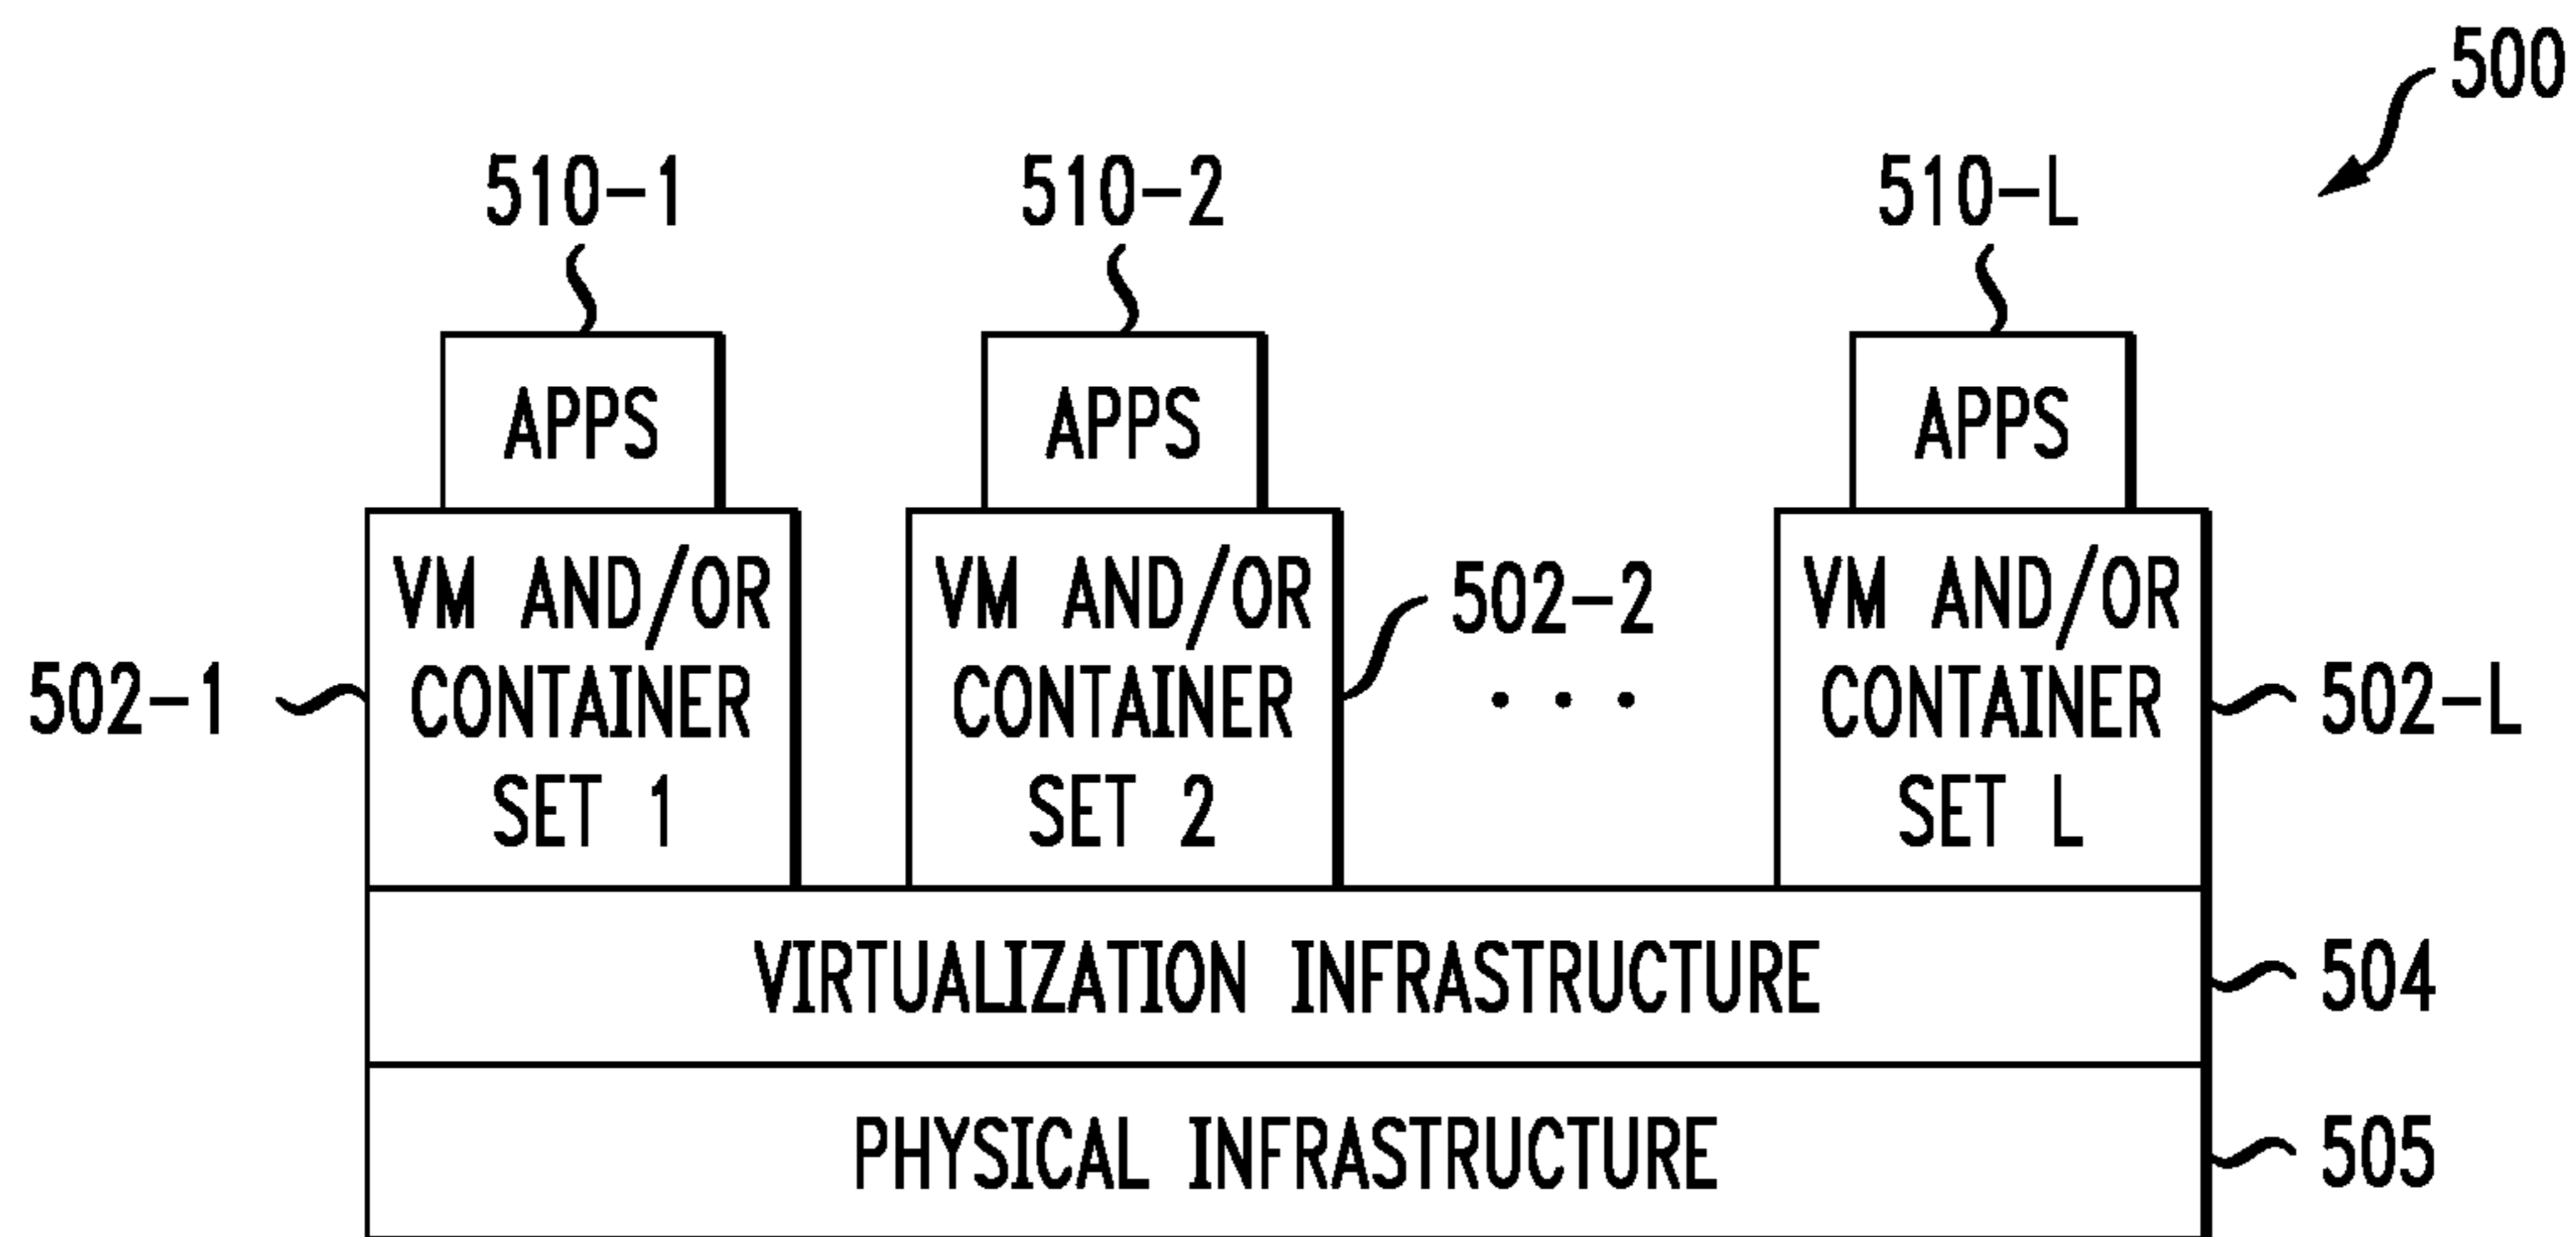 500
510-1
510-2
510-L
APPS
APPS
APPS
VM AND/OR
CONTAINER
SET 1
VM AND/OR
CONTAINER
SET 2
VM AND/OR
CONTAINER
SET L
502-1
502-2
. . .
502-L
VIRTUALIZATION INFRASTRUCTURE
504
PHYSICAL INFRASTRUCTURE
505